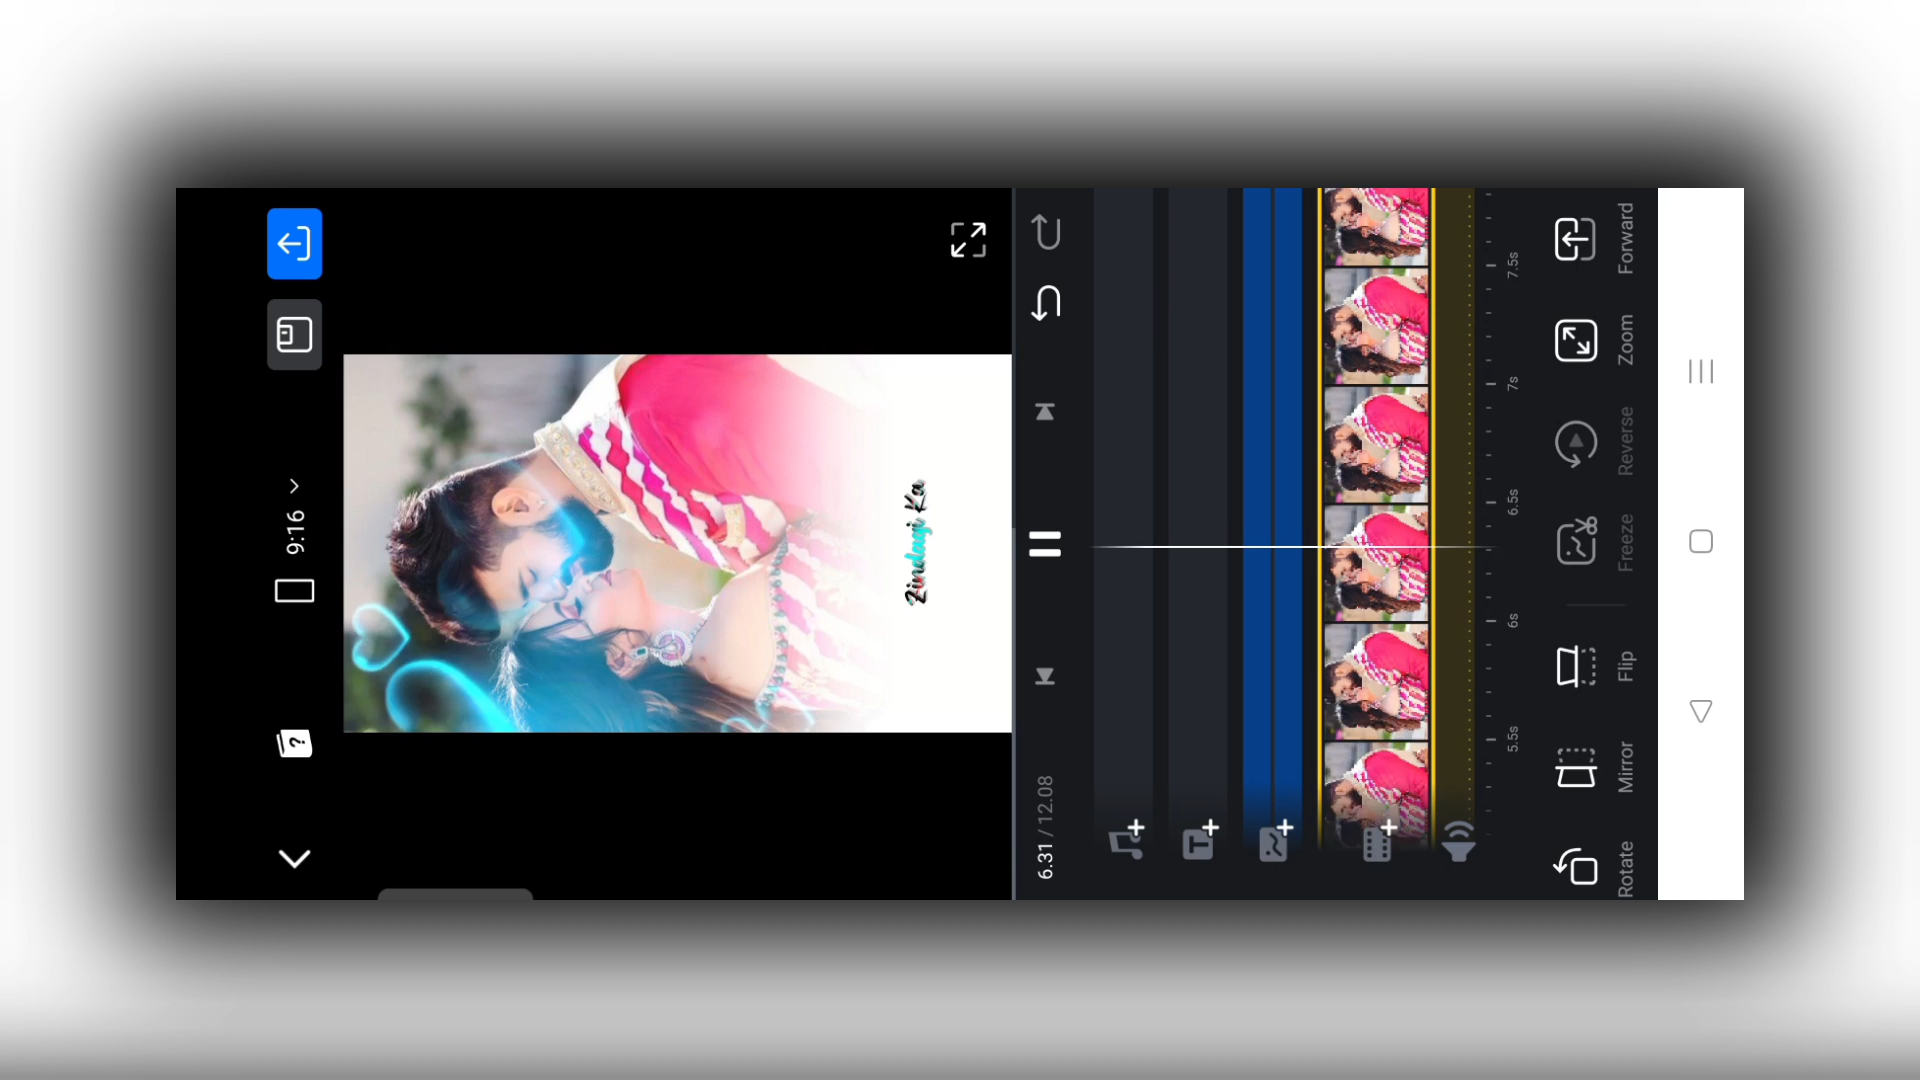 9:16
?
Zindagi Ka
6.31 / 12.08
T
5.5s
6s
6.5s
7s
7.5s
Rotate
Mirror
Flip
Freeze
Reverse
Zoom
Forward